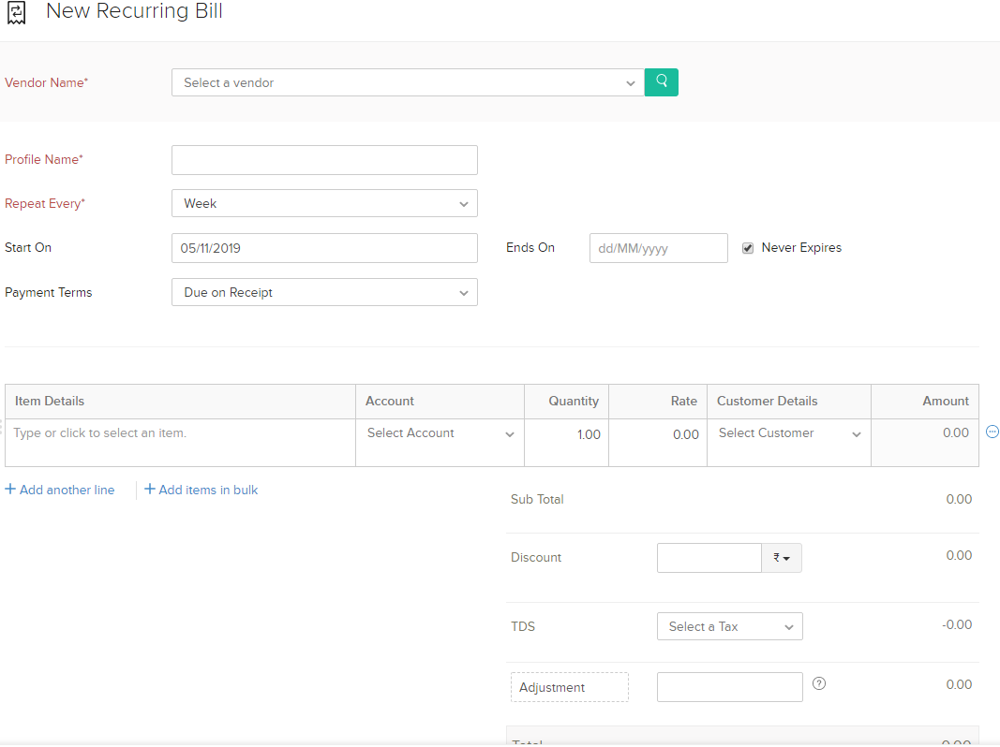 New Recurring Bill
Vendor Name* Select a vendor
Profile Name*
Repeat Every* Week
Start On 05/11/2019 Ends On dd/MM/yyyy Never Expires
Payment Terms Due on Receipt
Item Details Account Quantity Rate Customer Details Amount
Type or click to select an item. Select Account 1.00 0.00 Select Customer 0.00
+ Add another line + Add items in bulk
Sub Total 0.00
Discount ₹ 0.00
TDS Select a Tax -0.00
Adjustment ? 0.00
Total 0.00